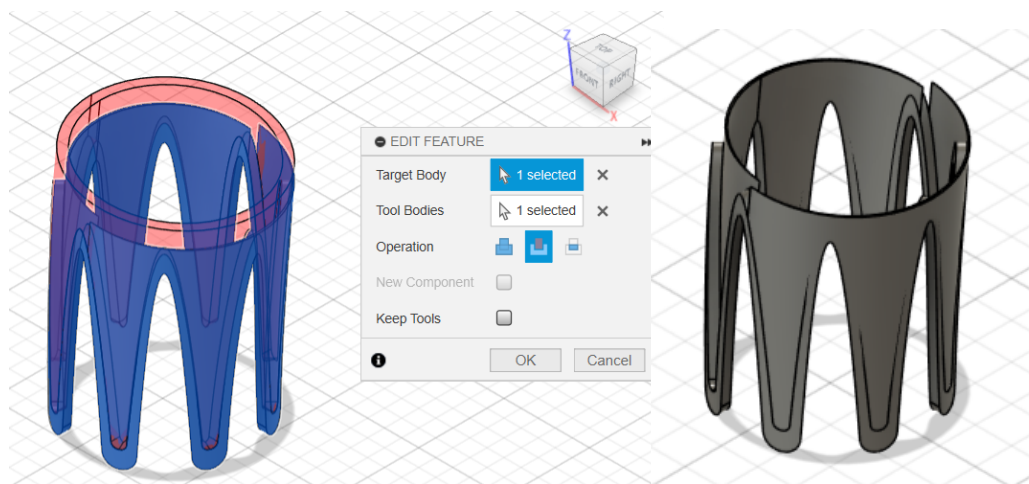 Z
TOP
FRONT
RIGHT
X
EDIT FEATURE
Target Body 1 selected
Tool Bodies 1 selected
Operation
New Component
Keep Tools
OK Cancel